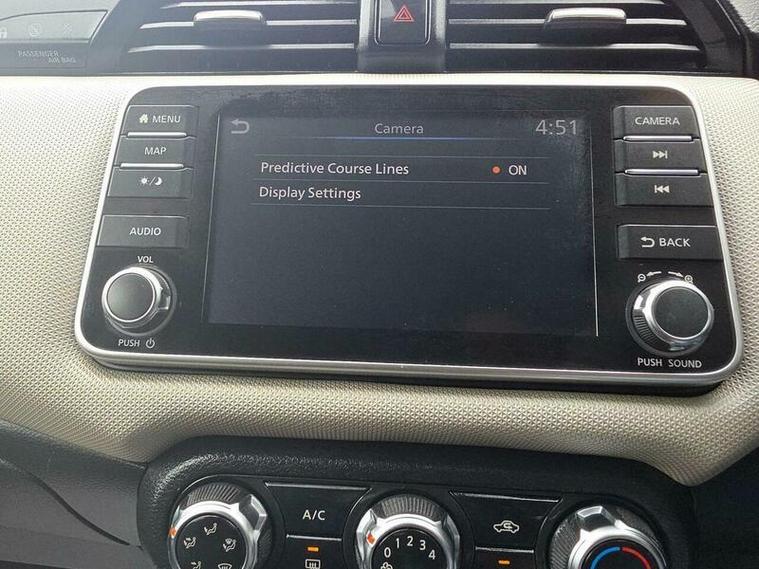 PASSENGER
AIR BAG
MENU
MAP
AUDIO
VOL
PUSH
Camera
4:51
Predictive Course Lines ON
Display Settings
CAMERA
BACK
PUSH SOUND
A/C
0 1 2 3 4